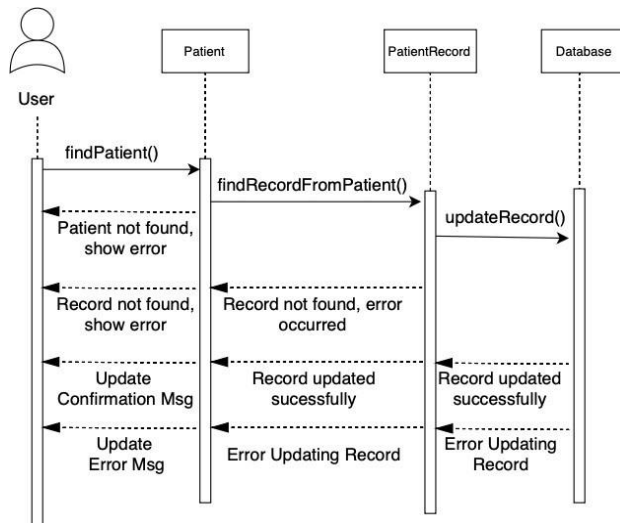 Patient
PatientRecord
Database
User
findPatient()
findRecordFromPatient()
updateRecord()
Patient not found,
show error
Record not found,
show error
Record not found, error
occurred
Update
Confirmation Msg
Record updated
sucessfully
Record updated
successfully
Update
Error Msg
Error Updating Record
Error Updating
Record